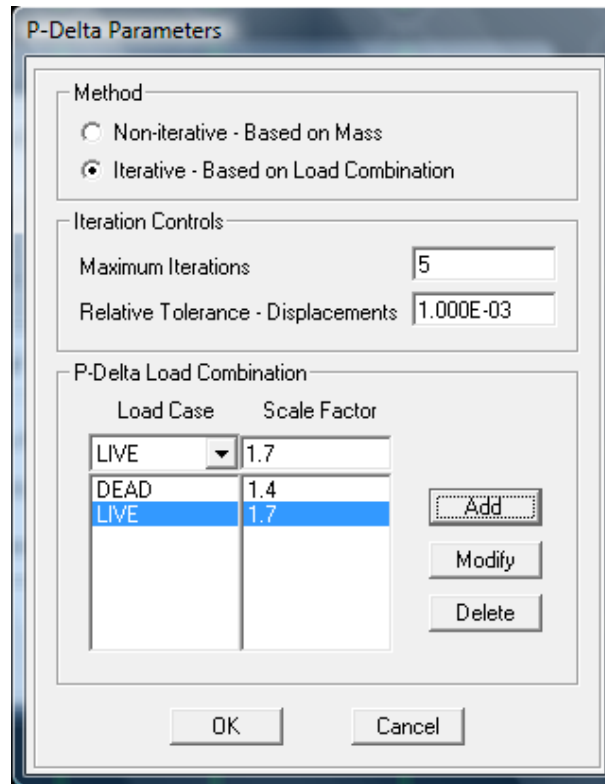 P-Delta Parameters
Method
Non-iterative - Based on Mass
Iterative - Based on Load Combination
Iteration Controls
Maximum Iterations 5
Relative Tolerance - Displacements 1.000E-03
P-Delta Load Combination
Load Case Scale Factor
LIVE 1.7
DEAD 1.4
LIVE 1.7
Add
Modify
Delete
OK Cancel